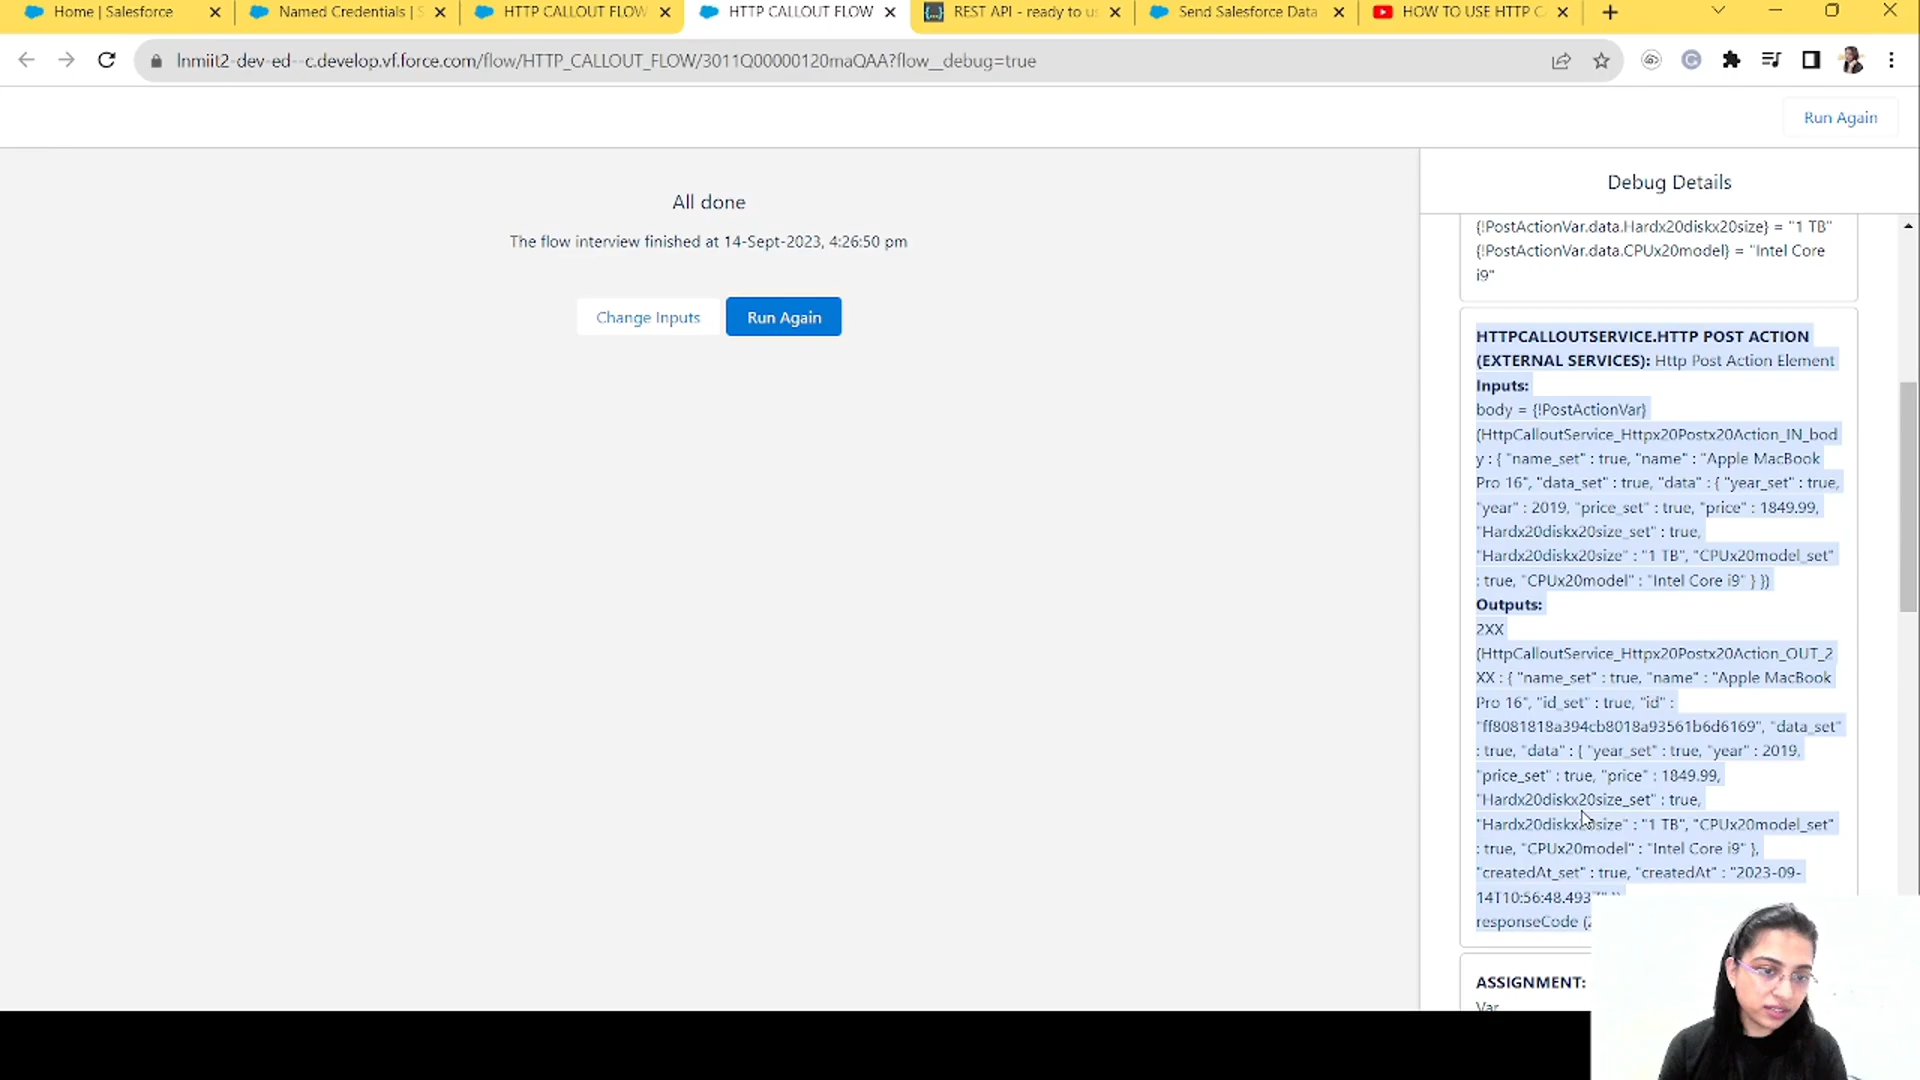 Home | Salesforce
Named Credentials | S
HTTP CALLOUT FLOW
HTTP CALLOUT FLOW
REST API - ready to us
Send Salesforce Data
HOW TO USE HTTP C
lnmiit2-dev-ed--c.develop.vf.force.com/flow/HTTP_CALLOUT_FLOW/3011Q00000120maQAA?flow__debug=true
Run Again
All done
The flow interview finished at 14-Sept-2023, 4:26:50 pm
Change Inputs
Run Again
Debug Details
{!PostActionVar.data.Hardx20diskx20size} = "1 TB"
{!PostActionVar.data.CPUx20model} = "Intel Core
i9"
HTTPCALLOUTSERVICE.HTTP POST ACTION
(EXTERNAL SERVICES): Http Post Action Element
Inputs:
body = {!PostActionVar}
(HttpCalloutService_Httpx20Postx20Action_IN_bod
y : { "name_set" : true, "name" : "Apple MacBook
Pro 16", "data_set" : true, "data" : { "year_set" : true,
"year" : 2019, "price_set" : true, "price" : 1849.99,
"Hardx20diskx20size_set" : true,
"Hardx20diskx20size" : "1 TB", "CPUx20model_set"
: true, "CPUx20model" : "Intel Core i9" } })
Outputs:
2XX
(HttpCalloutService_Httpx20Postx20Action_OUT_2
XX : { "name_set" : true, "name" : "Apple MacBook
Pro 16", "id_set" : true, "id" :
"ff8081818a394cb8018a93561b6d6169", "data_set"
: true, "data" : { "year_set" : true, "year" : 2019,
"price_set" : true, "price" : 1849.99,
"Hardx20diskx20size_set" : true,
"Hardx20diskx20size" : "1 TB", "CPUx20model_set"
: true, "CPUx20model" : "Intel Core i9" },
"createdAt_set" : true, "createdAt" : "2023-09-
14T10:56:48.493
responseCode (2
ASSIGNMENT:
Var